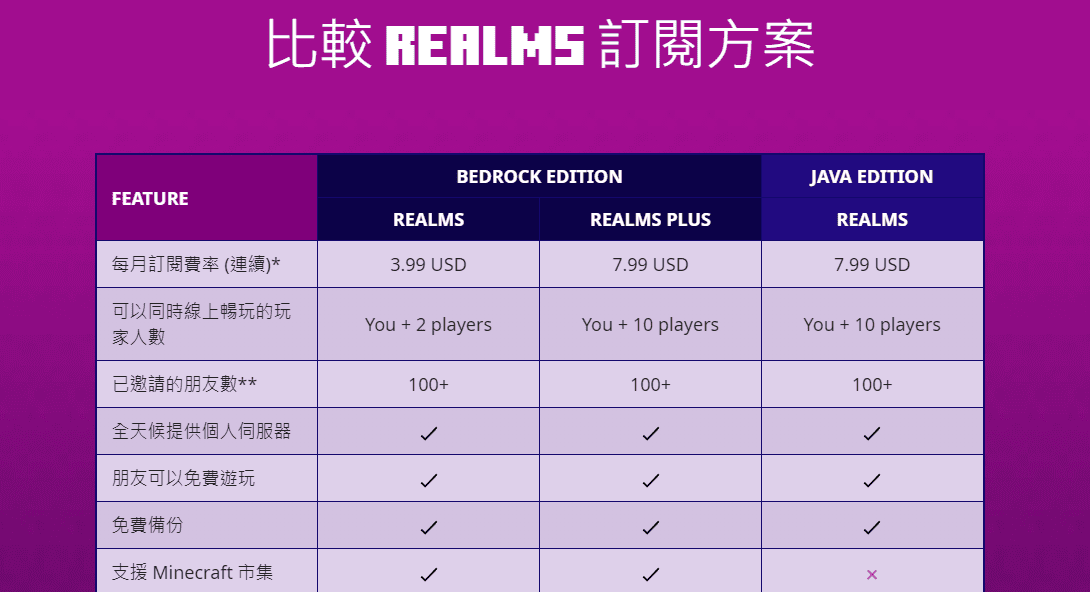 比較 REALMS 訂閱方案
FEATURE
BEDROCK EDITION
JAVA EDITION
REALMS
REALMS PLUS
REALMS
每月訂閱費率 (連續)*
3.99 USD
7.99 USD
7.99 USD
可以同時線上暢玩的玩
家人數
You + 2 players
You + 10 players
You + 10 players
已邀請的朋友數**
100+
100+
100+
全天候提供個人伺服器
✓
✓
✓
朋友可以免費遊玩
✓
✓
✓
免費備份
✓
✓
✓
支援 Minecraft 市集
✓
✓
×